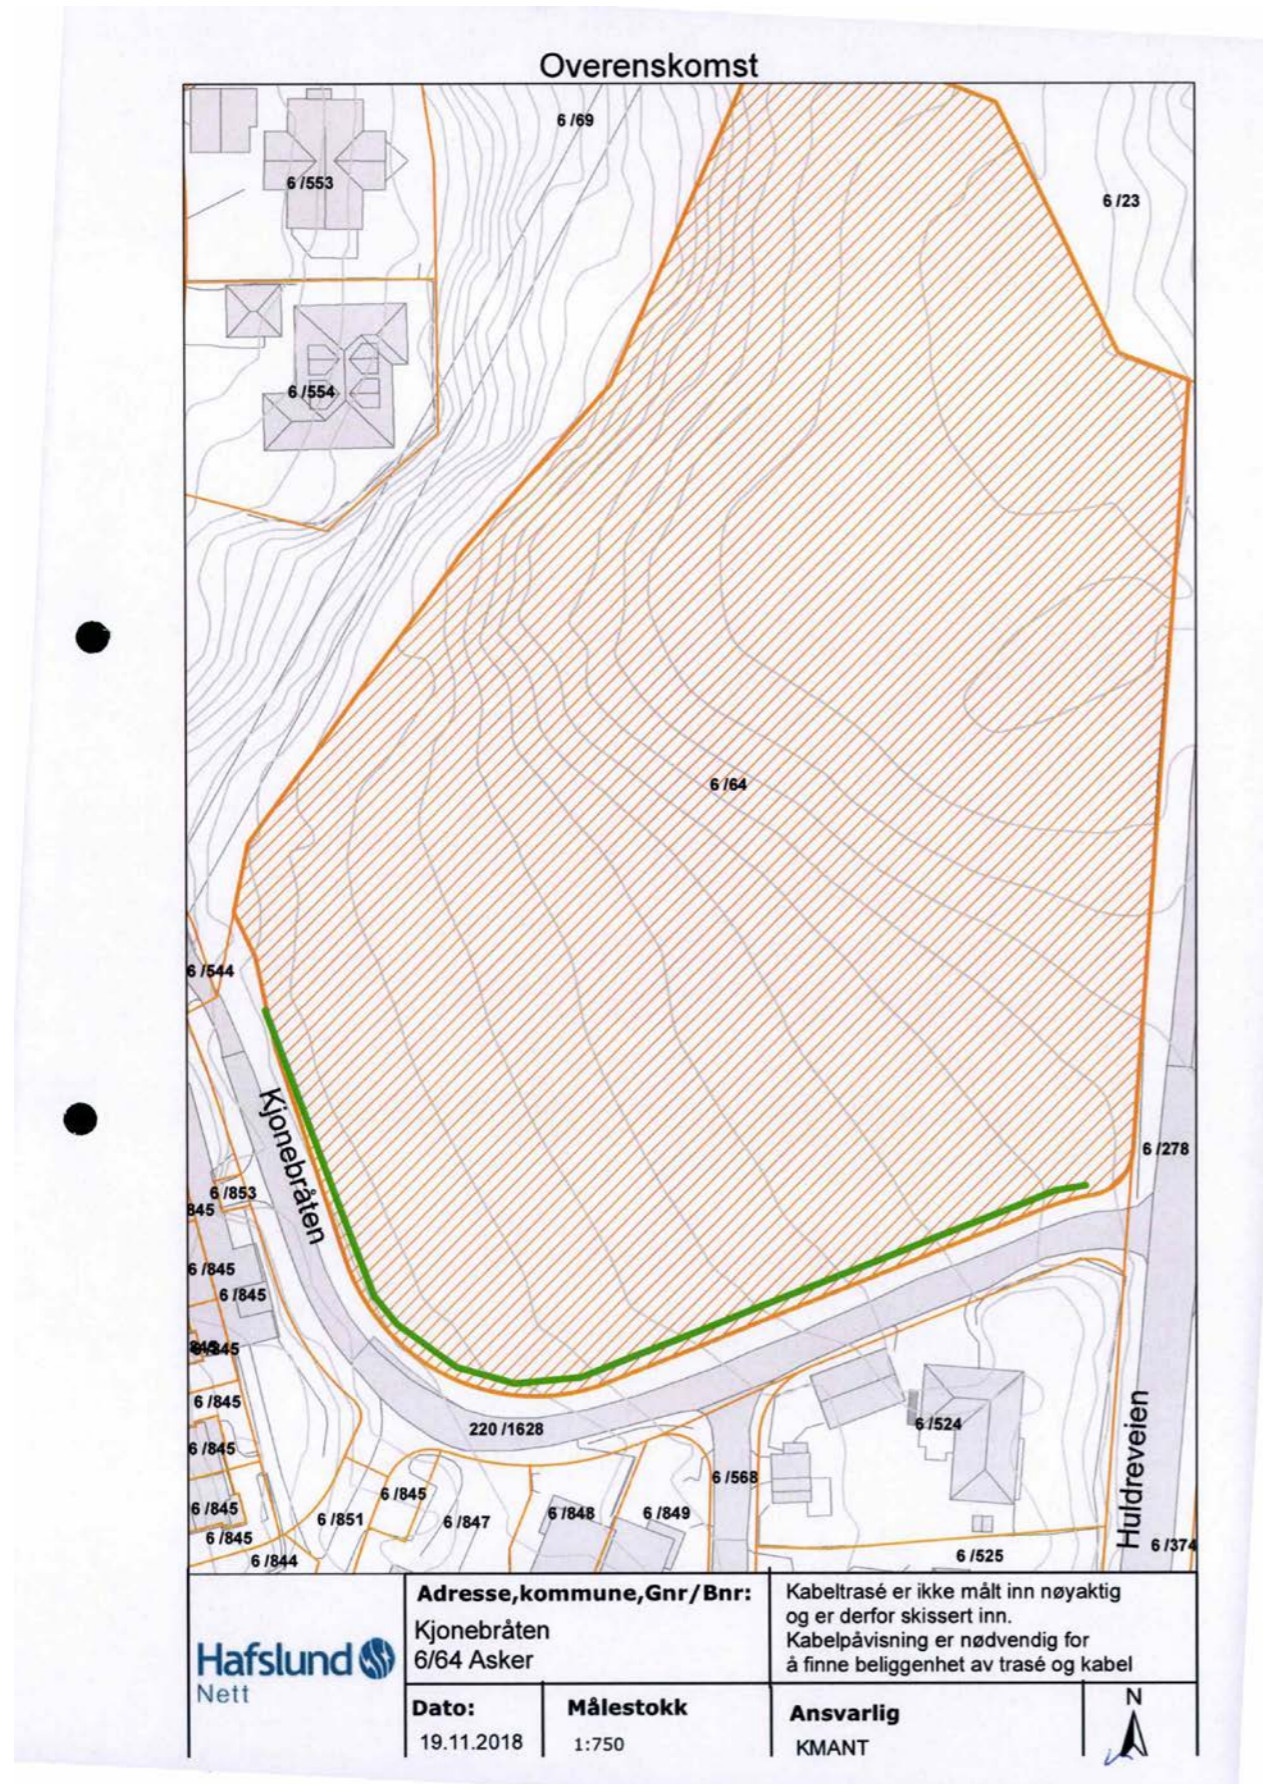 Overenskomst
6 /69
6 /553
6 /23
6 /554
6 /64
6 /544
Kjonebråten
6 /278
6 /853
845
6 /845
6 /845
6 /845
6 /845
220 /1628
6 /524
Huldreveien
6 /568
6 /845
6 /845
6 /851
6 /847
6 /848
6 /849
6 /845
6 /844
6 /525
6 /374
Adresse,kommune,Gnr/Bnr:
Kjonebråten
6/64 Asker
Kabeltrasé er ikke målt inn nøyaktig
og er derfor skissert inn.
Kabelpåvisning er nødvendig for
å finne beliggenhet av trasé og kabel
Hafslund
Nett
Dato:
19.11.2018
Målestokk
1:750
Ansvarlig
KMANT
N